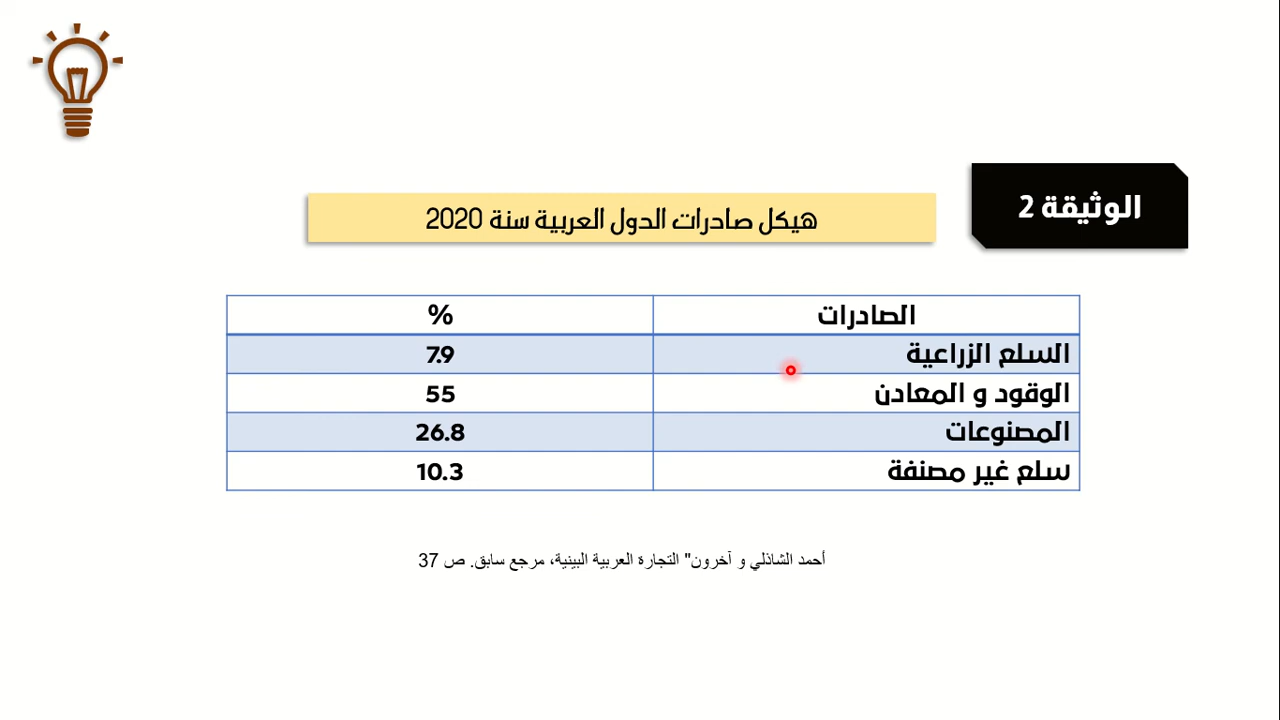 الوثيقة 2
هيكل صادرات الدول العربية سنة 2020
الصادرات %
السلع الزراعية 7.9
الوقود و المعادن 55
المصنوعات 26.8
سلع غير مصنفة 10.3
أحمد الشاذلي و آخرون" التجارة العربية البينية، مرجع سابق. ص 37